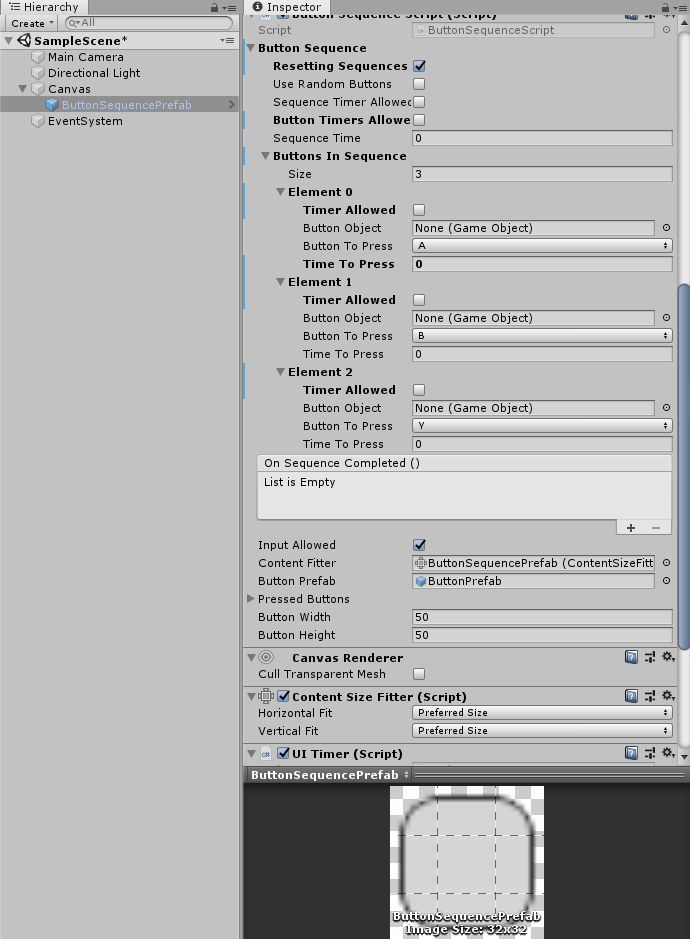 Hierarchy
Create
All
SampleScene*
Main Camera
Directional Light
Canvas
ButtonSequencePrefab
EventSystem
Inspector
Button Sequence Script (Script)
Script
ButtonSequenceScript
Button Sequence
Resetting Sequences
Use Random Buttons
Sequence Timer Allowed
Button Timers Allowe
Sequence Time 0
Buttons In Sequence
Size 3
Element 0
Timer Allowed
Button Object None (Game Object)
Button To Press A
Time To Press 0
Element 1
Timer Allowed
Button Object None (Game Object)
Button To Press B
Time To Press 0
Element 2
Timer Allowed
Button Object None (Game Object)
Button To Press Y
Time To Press 0
On Sequence Completed ()
List is Empty
+ −
Input Allowed
Content Fitter ButtonSequencePrefab (ContentSizeFitt
Button Prefab ButtonPrefab
Pressed Buttons
Button Width 50
Button Height 50
Canvas Renderer
Cull Transparent Mesh
Content Size Fitter (Script)
Horizontal Fit Preferred Size
Vertical Fit Preferred Size
UI Timer (Script)
ButtonSequencePrefab
ButtonSequencePrefab
Image Size: 32x32